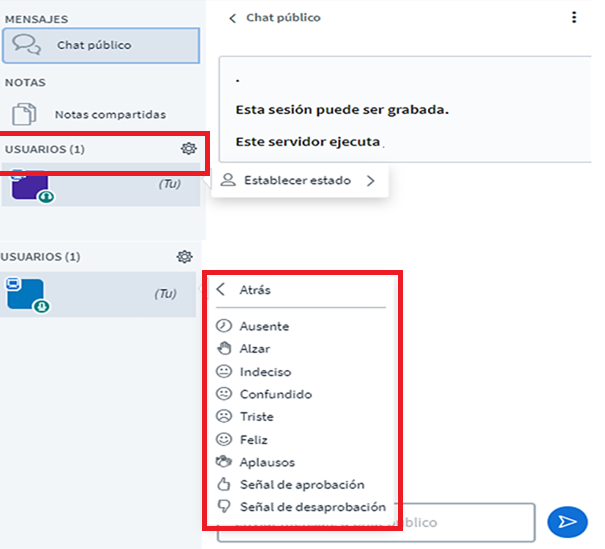 MENSAJES
Chat público
NOTAS
Notas compartidas
USUARIOS (1)
(Tu)
Chat público
.
Esta sesión puede ser grabada.
Este servidor ejecuta
Establecer estado
USUARIOS (1)
(Tu)
Atrás
Ausente
Alzar
Indeciso
Confundido
Triste
Feliz
Aplausos
Señal de aprobación
Señal de desaprobación